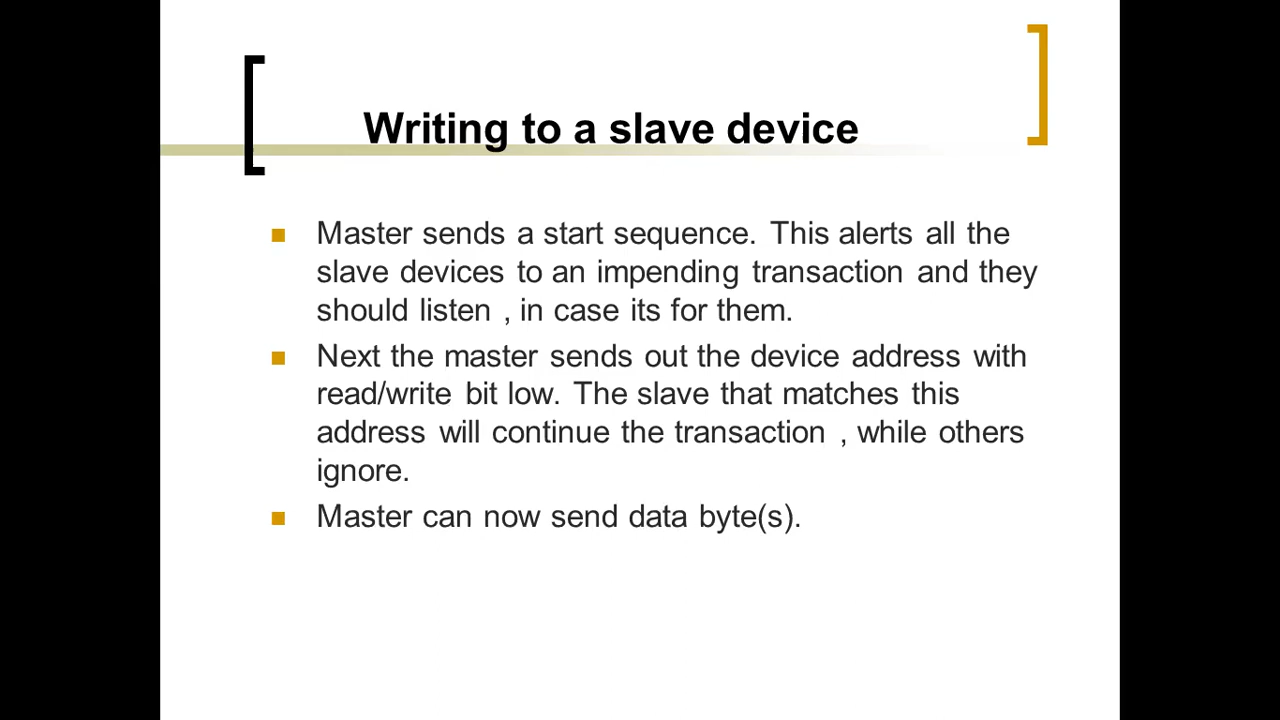 Writing to a slave device
Master sends a start sequence. This alerts all the
slave devices to an impending transaction and they
should listen , in case its for them.
Next the master sends out the device address with
read/write bit low. The slave that matches this
address will continue the transaction , while others
ignore.
Master can now send data byte(s).